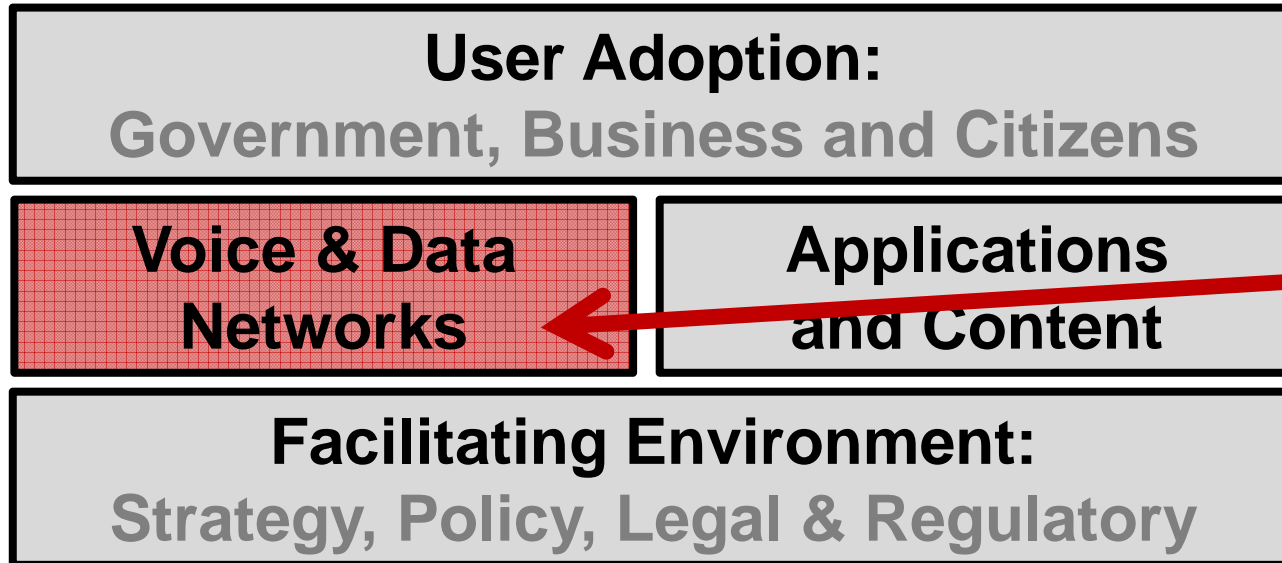 User Adoption:
Government, Business and Citizens
Voice & Data
Networks
Applications
and Content
Facilitating Environment:
Strategy, Policy, Legal & Regulatory